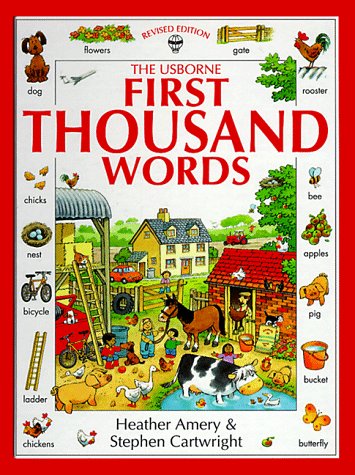 REVISED EDITION
flowers
gate
dog
rooster
THE USBORNE
FIRST
THOUSAND
WORDS
chicks
bee
nest
apples
bicycle
pig
ladder
bucket
chickens
butterfly
Heather Amery &
Stephen Cartwright